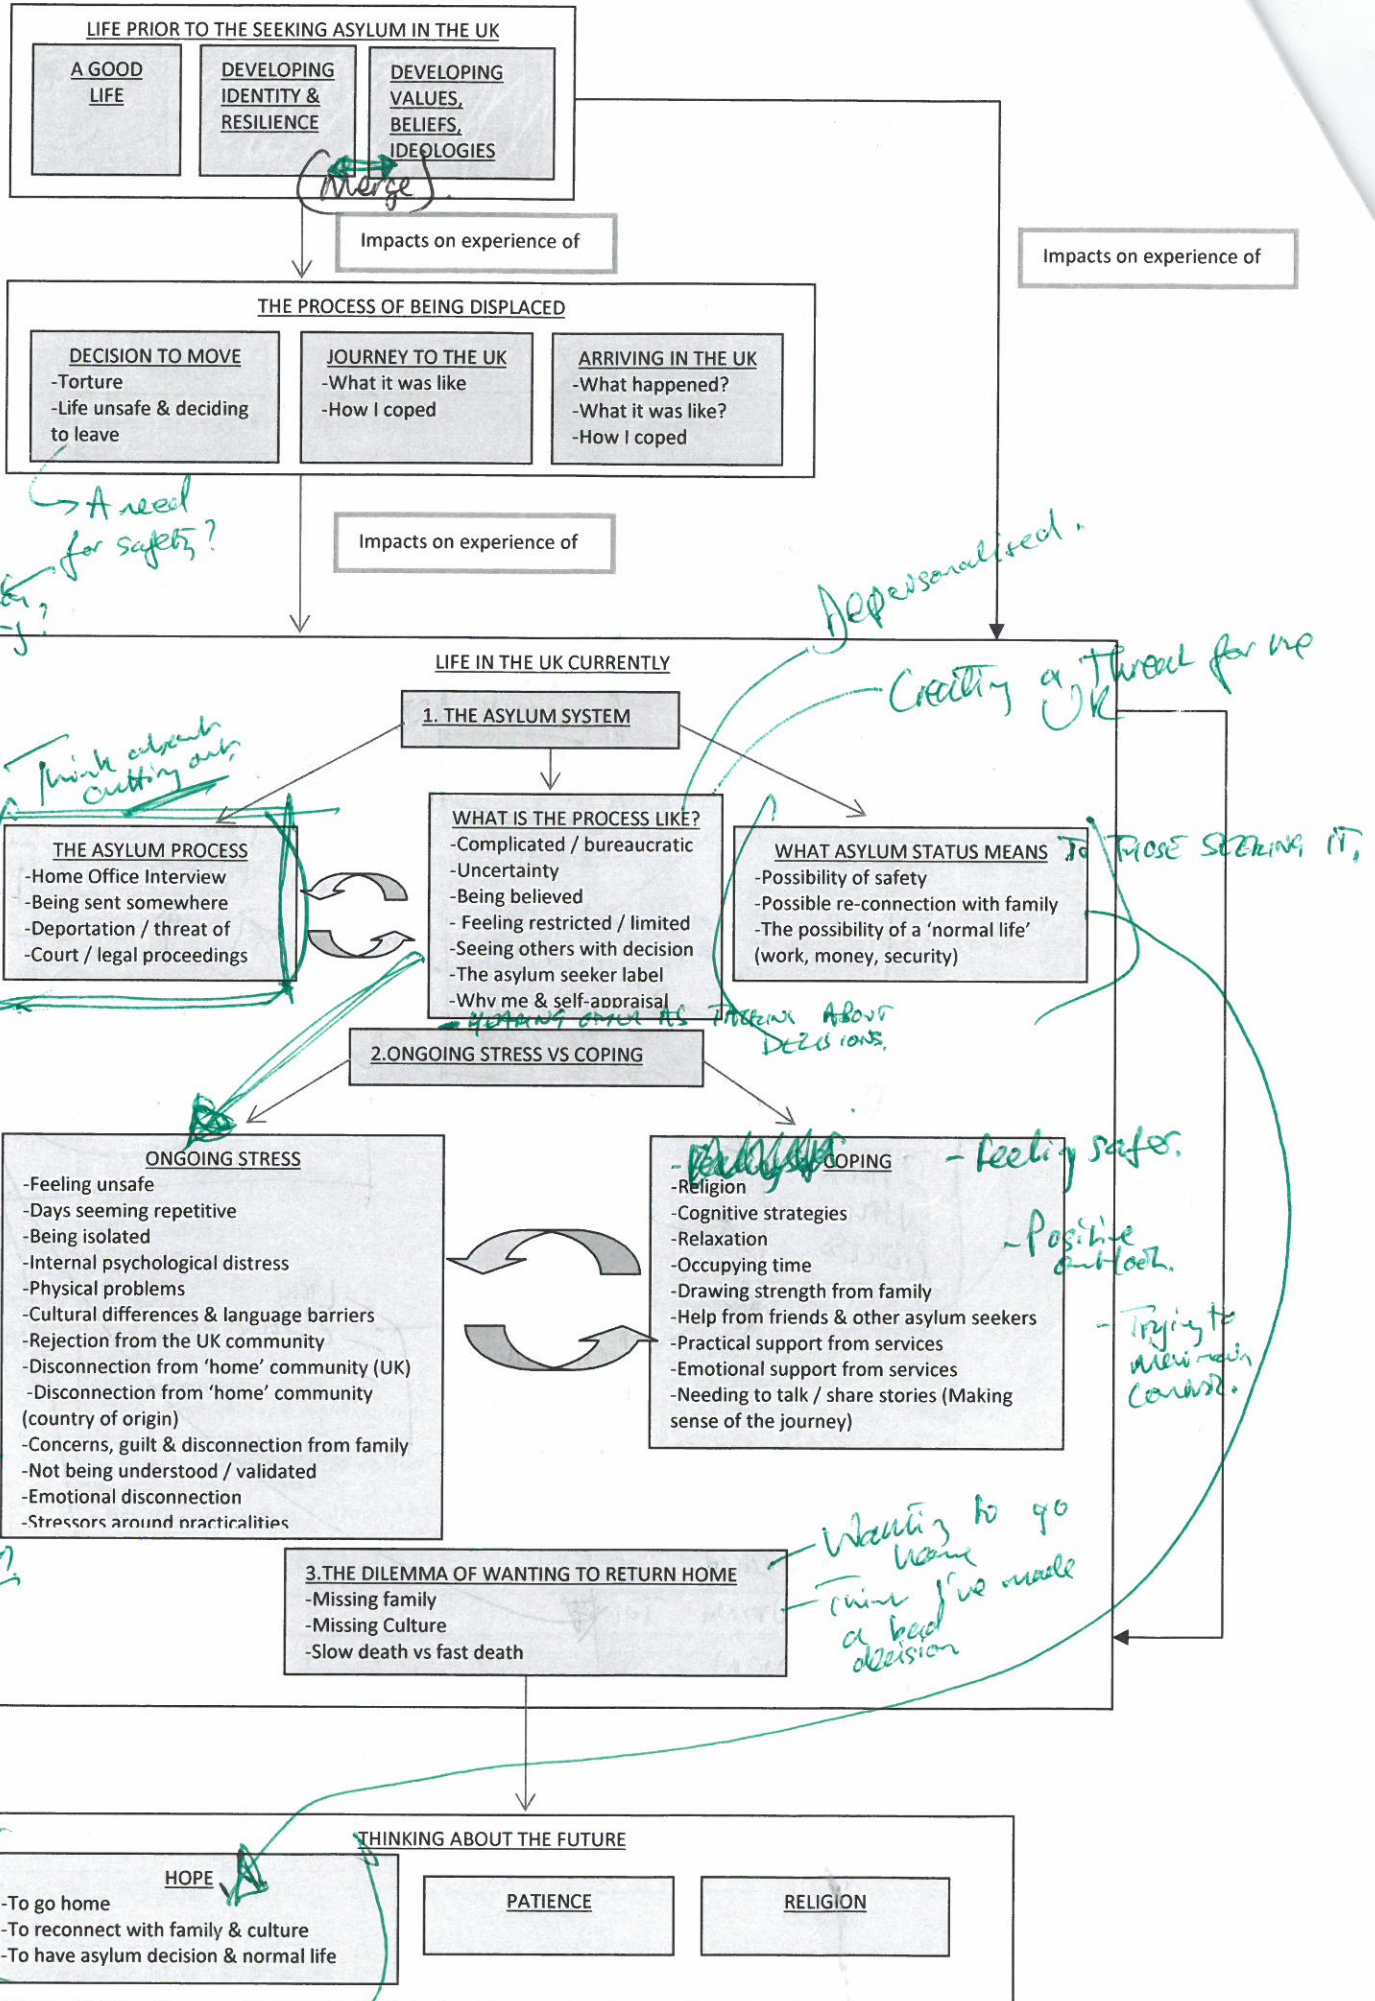 LIFE PRIOR TO THE SEEKING ASYLUM IN THE UK
A GOOD
LIFE
DEVELOPING
IDENTITY &
RESILIENCE
DEVELOPING
VALUES,
BELIEFS,
IDEOLOGIES
(Merge).
Impacts on experience of
Impacts on experience of
THE PROCESS OF BEING DISPLACED
DECISION TO MOVE
-Torture
-Life unsafe & deciding
to leave
JOURNEY TO THE UK
-What it was like
-How I coped
ARRIVING IN THE UK
-What happened?
-What it was like?
-How I coped
A need
for safety?
Impacts on experience of
Depersonalised.
LIFE IN THE UK CURRENTLY
Creating a threat for me
UK
1. THE ASYLUM SYSTEM
Think about
cutting out.
THE ASYLUM PROCESS
-Home Office Interview
-Being sent somewhere
-Deportation / threat of
-Court / legal proceedings
WHAT IS THE PROCESS LIKE?
-Complicated / bureaucratic
-Uncertainty
-Being believed
- Feeling restricted / limited
-Seeing others with decision
-The asylum seeker label
-Why me & self-appraisal
- HEARING OTHER AS TALKING ABOUT
DECISIONS.
WHAT ASYLUM STATUS MEANS TO THOSE SEEKING IT.
-Possibility of safety
-Possible re-connection with family
-The possibility of a ‘normal life’
(work, money, security)
2.ONGOING STRESS VS COPING
ONGOING STRESS
-Feeling unsafe
-Days seeming repetitive
-Being isolated
-Internal psychological distress
-Physical problems
-Cultural differences & language barriers
-Rejection from the UK community
-Disconnection from ‘home’ community (UK)
-Disconnection from ‘home’ community
(country of origin)
-Concerns, guilt & disconnection from family
-Not being understood / validated
-Emotional disconnection
-Stressors around practicalities
COPING
-Religion
-Cognitive strategies
-Relaxation
-Occupying time
-Drawing strength from family
-Help from friends & other asylum seekers
-Practical support from services
-Emotional support from services
-Needing to talk / share stories (Making
sense of the journey)
- Feeling safer.
- Positive
outlook.
- Trying to
maintain
control.
3.THE DILEMMA OF WANTING TO RETURN HOME
-Missing family
-Missing Culture
-Slow death vs fast death
- Wanting to go
home
- Think I've made
a bad
decision
THINKING ABOUT THE FUTURE
HOPE
-To go home
-To reconnect with family & culture
-To have asylum decision & normal life
PATIENCE
RELIGION